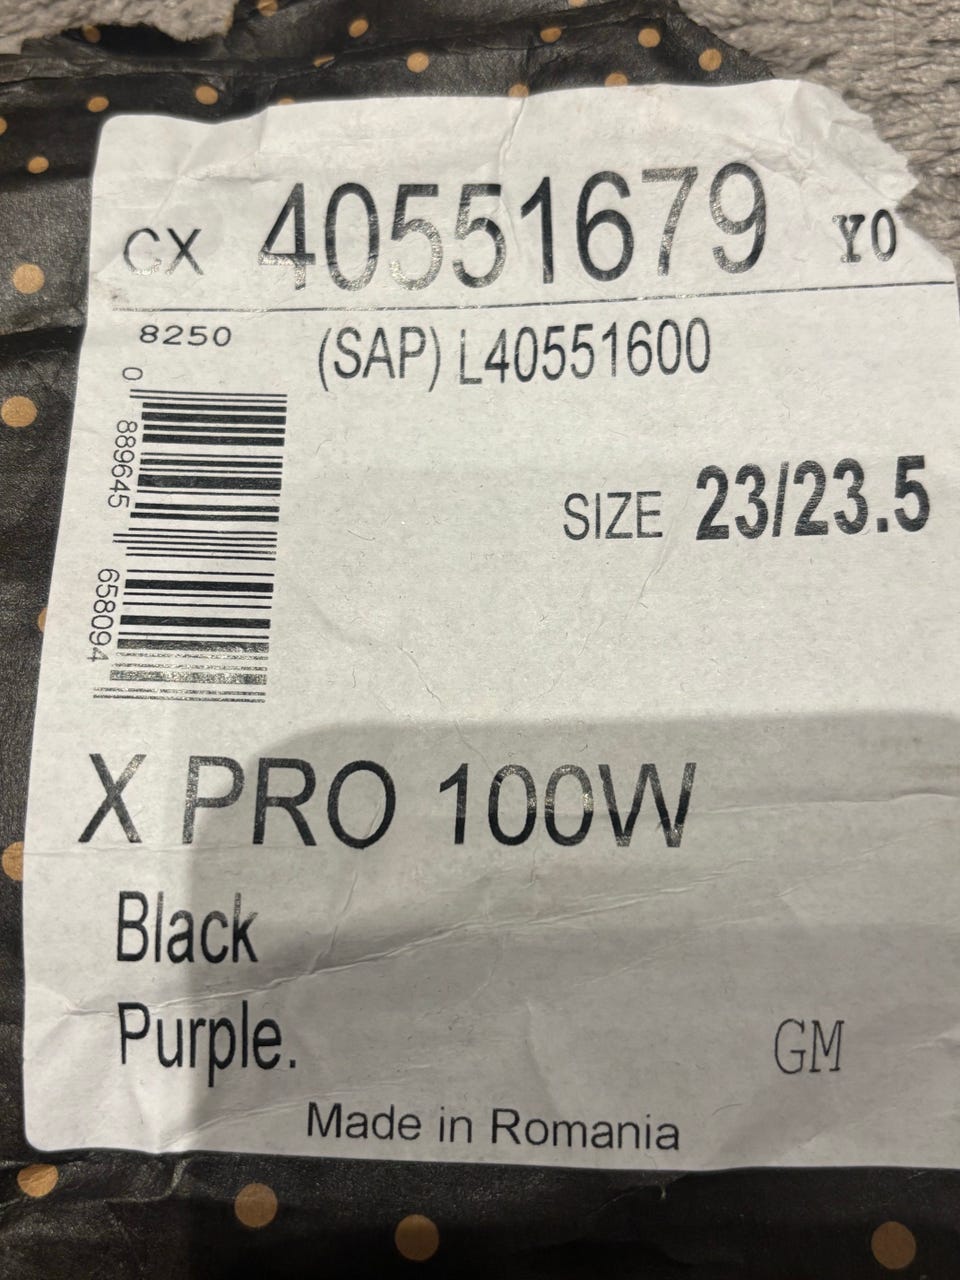 CX 40551679 Y0
8250 (SAP) L40551600
0 889645 658094
SIZE 23/23.5
X PRO 100W
Black
Purple.
GM
Made in Romania